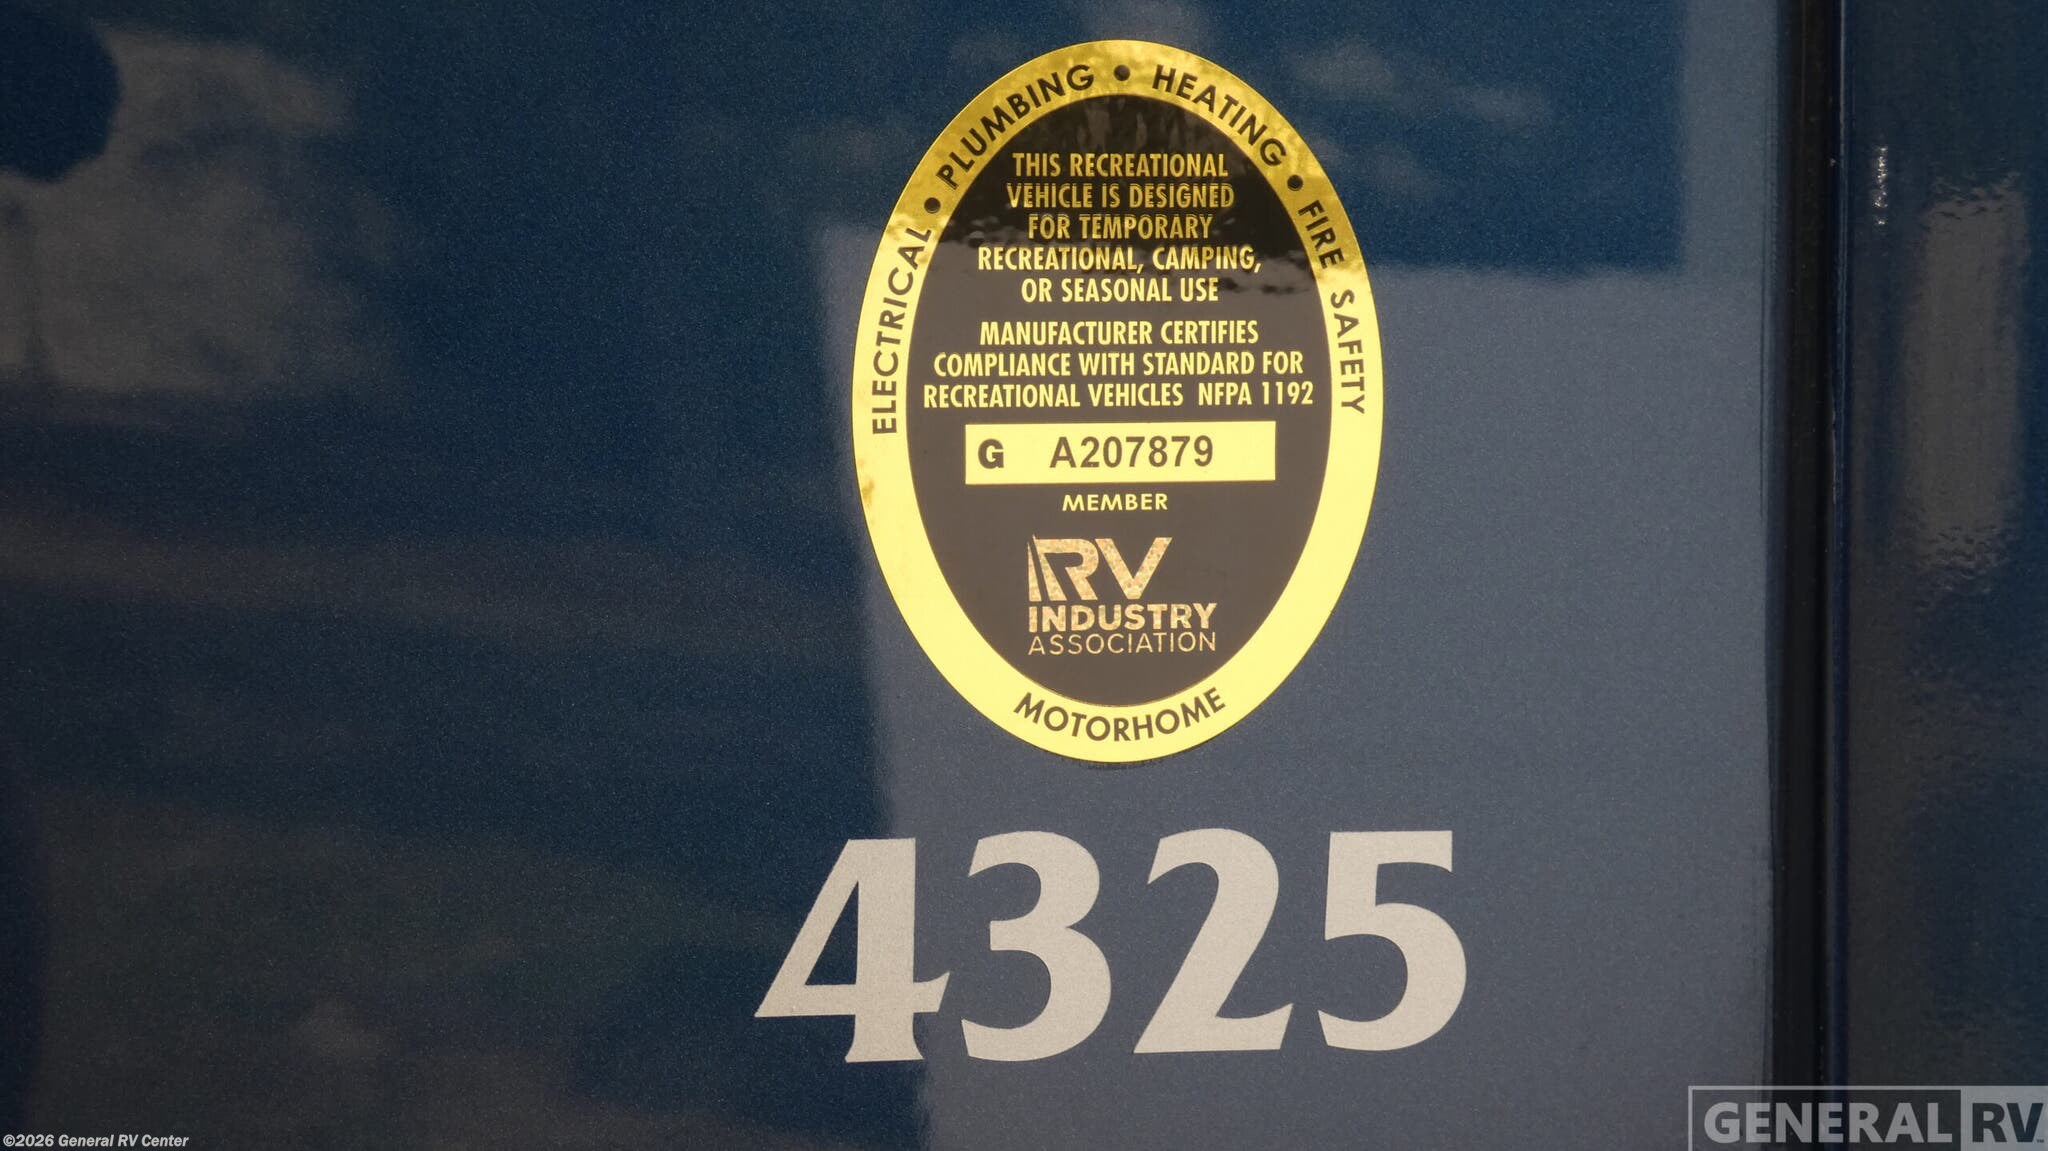 ELECTRICAL • PLUMBING • HEATING • FIRE SAFETY
THIS RECREATIONAL
VEHICLE IS DESIGNED
FOR TEMPORARY
RECREATIONAL, CAMPING,
OR SEASONAL USE
MANUFACTURER CERTIFIES
COMPLIANCE WITH STANDARD FOR
RECREATIONAL VEHICLES NFPA 1192
G A207879
MEMBER
RV
INDUSTRY
ASSOCIATION
MOTORHOME
4325
GENERAL RV™
©2026 General RV Center